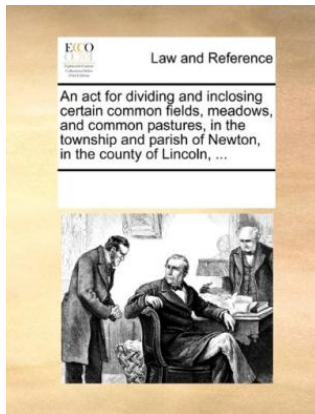 ECCO
Law and Reference
An act for dividing and inclosing
certain common fields, meadows,
and common pastures, in the
township and parish of Newton,
in the county of Lincoln, ...